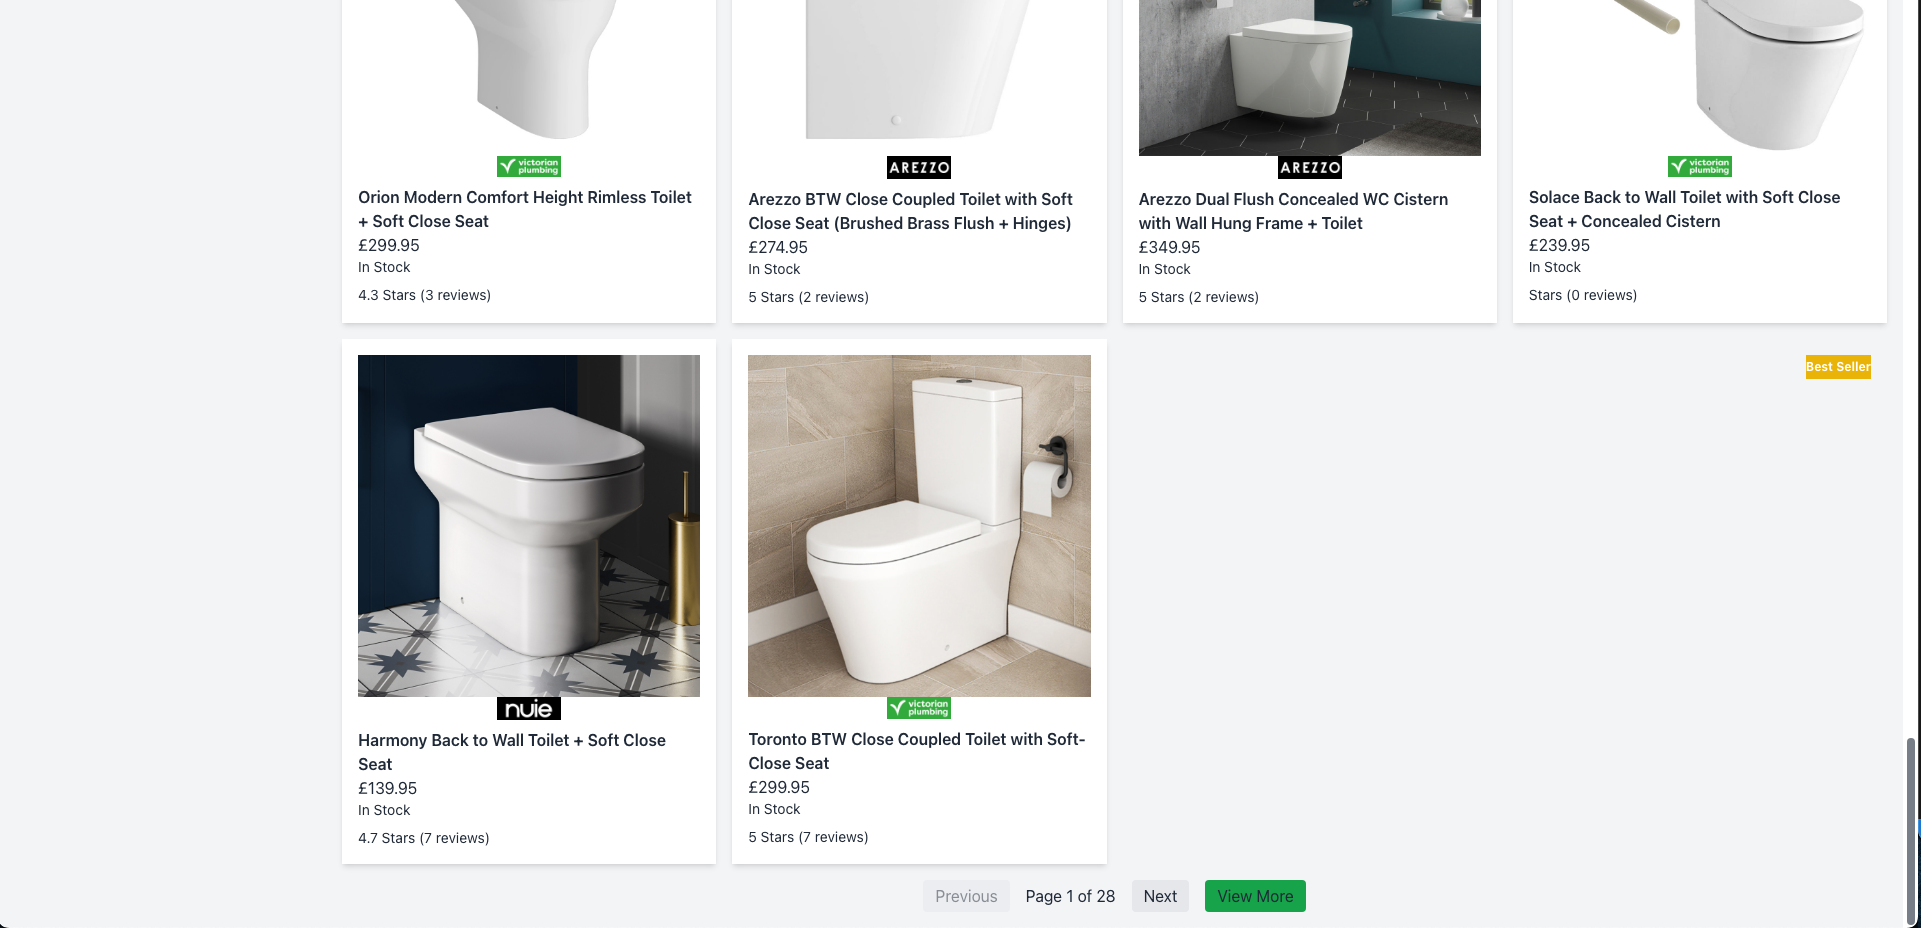 victorian
plumbing
Orion Modern Comfort Height Rimless Toilet
+ Soft Close Seat
£299.95
In Stock
4.3 Stars (3 reviews)
AREZZO
Arezzo BTW Close Coupled Toilet with Soft
Close Seat (Brushed Brass Flush + Hinges)
£274.95
In Stock
5 Stars (2 reviews)
AREZZO
Arezzo Dual Flush Concealed WC Cistern
with Wall Hung Frame + Toilet
£349.95
In Stock
5 Stars (2 reviews)
victorian
plumbing
Solace Back to Wall Toilet with Soft Close
Seat + Concealed Cistern
£239.95
In Stock
Stars (0 reviews)
Best Seller
nuie
Harmony Back to Wall Toilet + Soft Close
Seat
£139.95
In Stock
4.7 Stars (7 reviews)
victorian
plumbing
Toronto BTW Close Coupled Toilet with Soft-
Close Seat
£299.95
In Stock
5 Stars (7 reviews)
Previous
Page 1 of 28
Next
View More